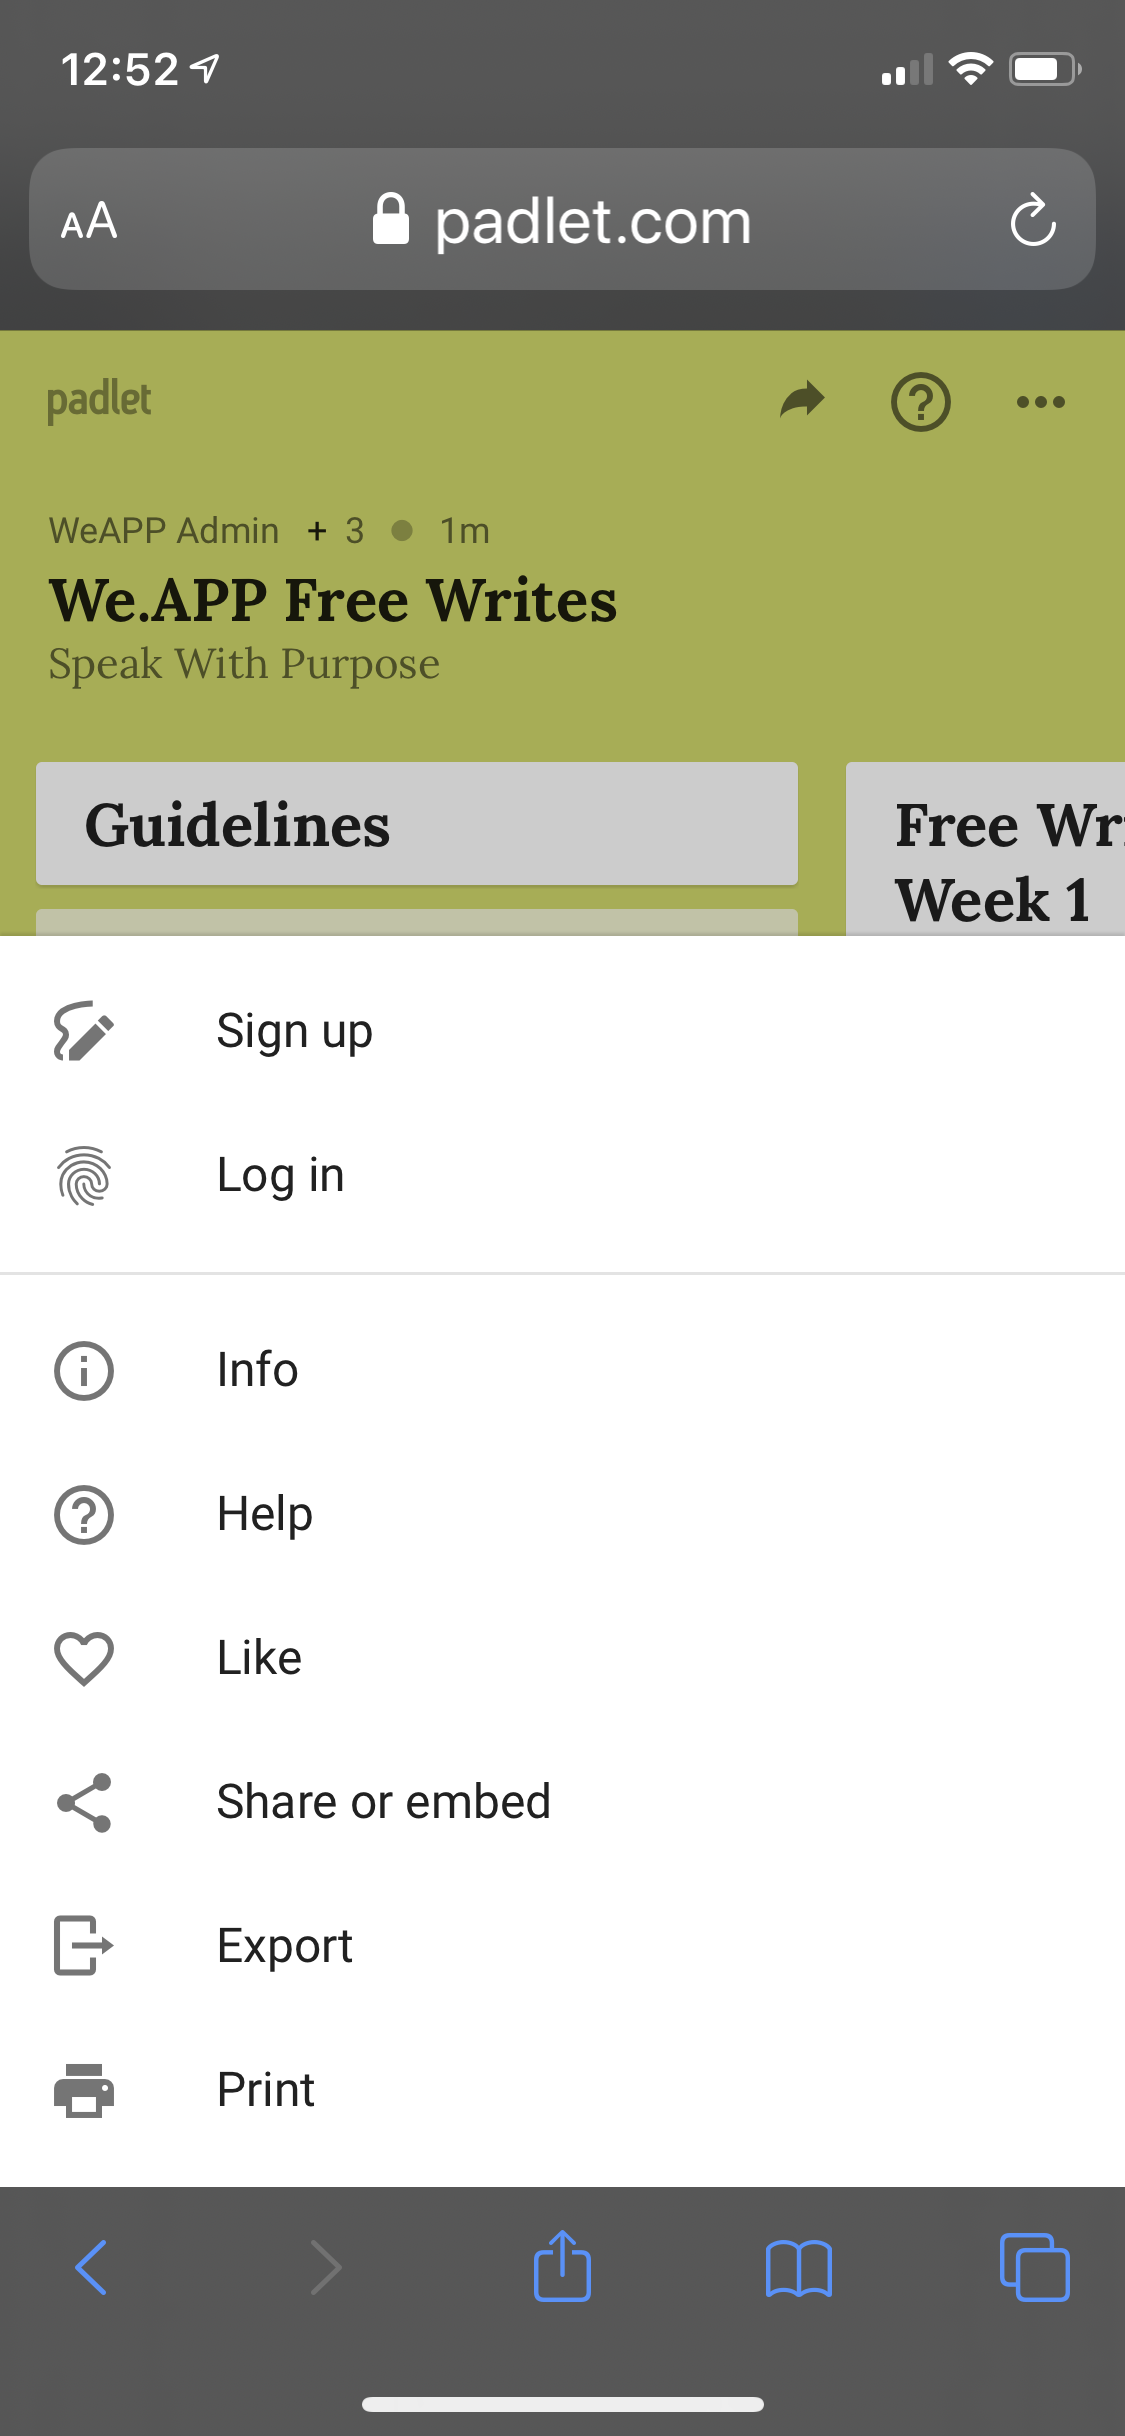 12:52
AA padlet.com
padlet
WeAPP Admin + 3 • 1m
We.APP Free Writes
Speak With Purpose
Guidelines
Free Wri
Week 1
Sign up
Log in
Info
Help
Like
Share or embed
Export
Print